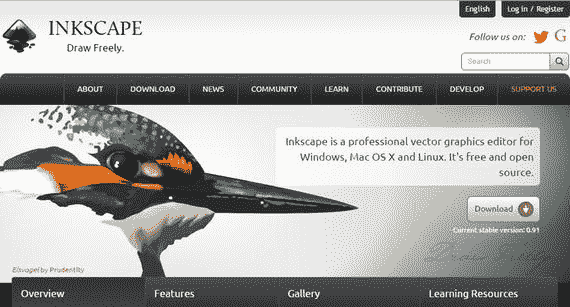 English
Log in / Register
INKSCAPE
Draw Freely.
Follow us on:
Search
ABOUT
DOWNLOAD
NEWS
COMMUNITY
LEARN
CONTRIBUTE
DEVELOP
SUPPORT US
Inkscape is a professional vector graphics editor for
Windows, Mac OS X and Linux. It's free and open
source.
Download
Current stable version: 0.91
Eisvogel by Prudentity
Overview
Features
Gallery
Learning Resources